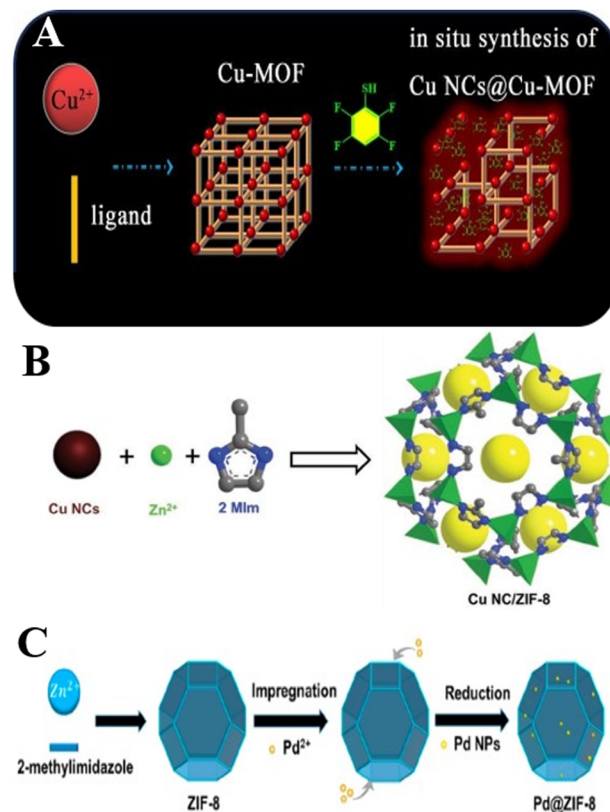 A
in situ synthesis of
Cu-MOF
Cu NCs@Cu-MOF
SH
Cu²⁺
F F
F F
ligand
B
+ + 
Cu NCs
Zn²⁺
2 MIm
Cu NC/ZIF-8
C
Zn²⁺
Impregnation
Reduction
Pd²⁺
Pd NPs
2-methylimidazole
ZIF-8
Pd@ZIF-8